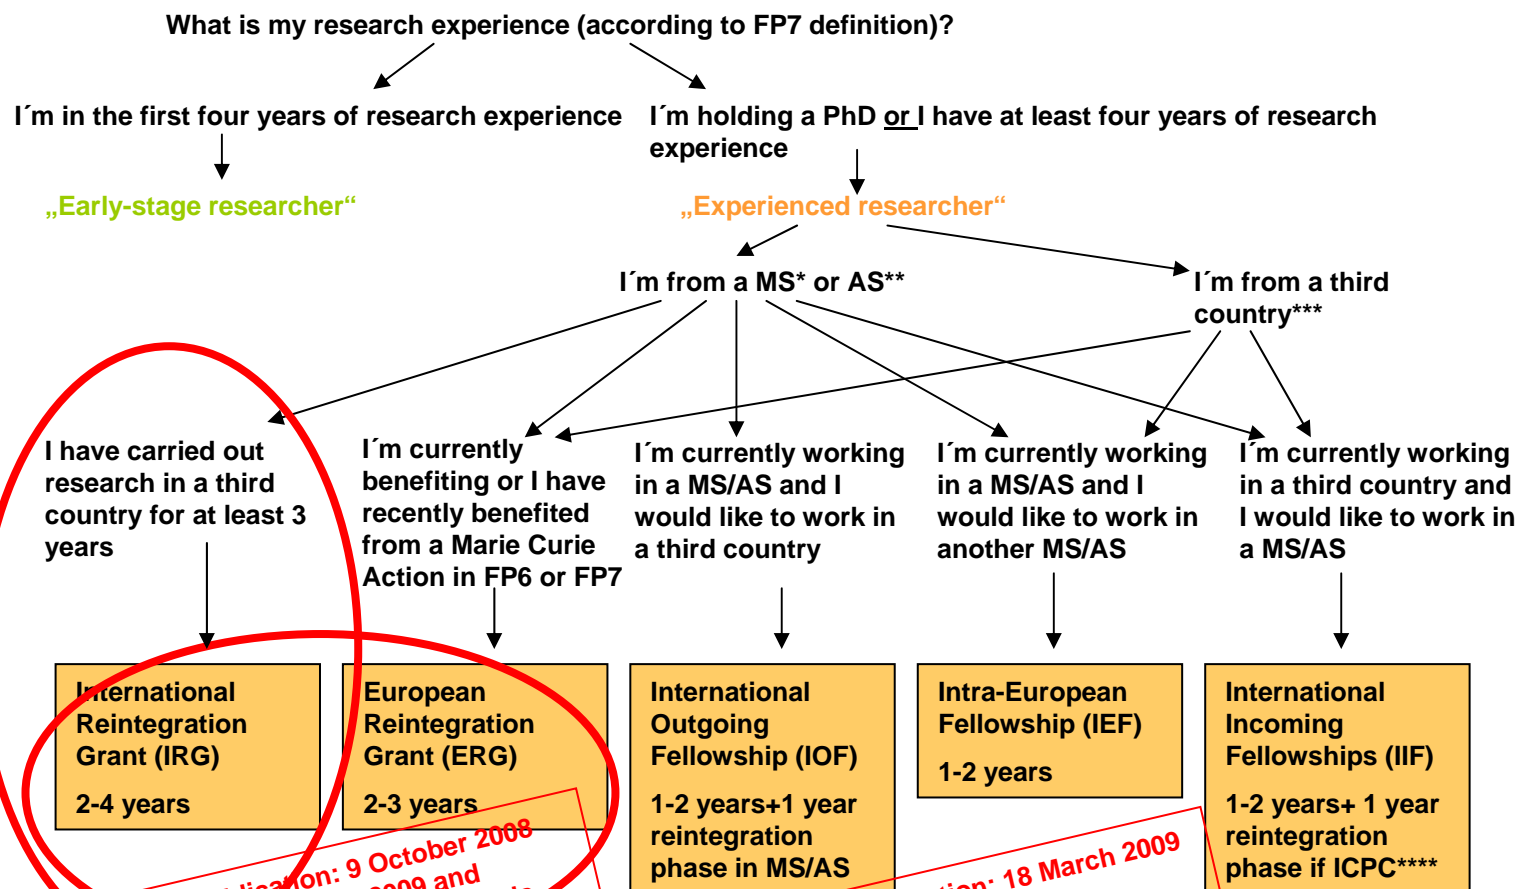 What is my research experience (according to FP7 definition)?
I´m in the first four years of research experience
I´m holding a PhD or I have at least four years of research
experience
„Early-stage researcher“
„Experienced researcher“
I´m from a MS* or AS**
I´m from a third
country***
I have carried out
research in a third
country for at least 3
years
I´m currently
benefiting or I have
recently benefited
from a Marie Curie
Action in FP6 or FP7
I´m currently working
in a MS/AS and I
would like to work in
a third country
I´m currently working
in a MS/AS and I
would like to work in
another MS/AS
I´m currently working
in a third country and
I would like to work in
a MS/AS
International
Reintegration
Grant (IRG)
2-4 years
European
Reintegration
Grant (ERG)
2-3 years
International
Outgoing
Fellowship (IOF)
1-2 years+1 year
reintegration
phase in MS/AS
Intra-European
Fellowship (IEF)
1-2 years
International
Incoming
Fellowships (IIF)
1-2 years+ 1 year
reintegration
phase if ICPC****
: 9 October 2008
2009 and
: 18 March 2009